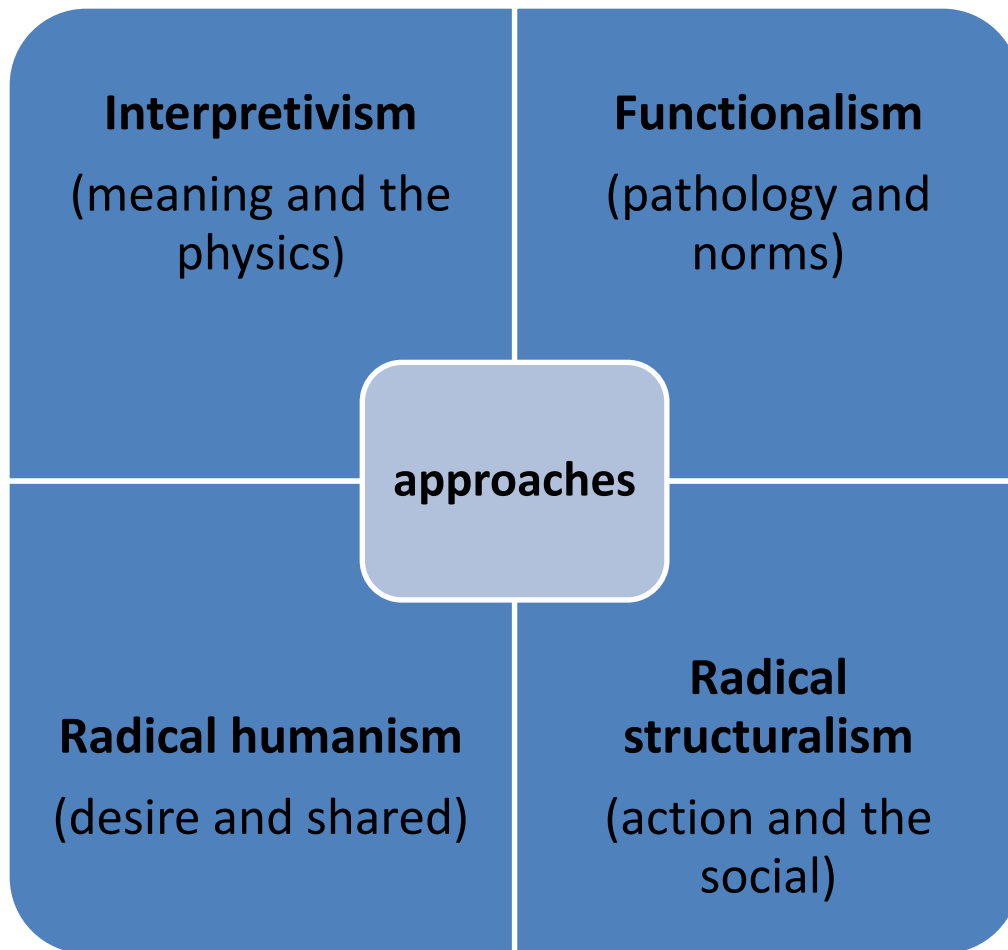 Interpretivism
(meaning and the
physics)
Functionalism
(pathology and
norms)
approaches
Radical humanism
(desire and shared)
Radical
structuralism
(action and the
social)